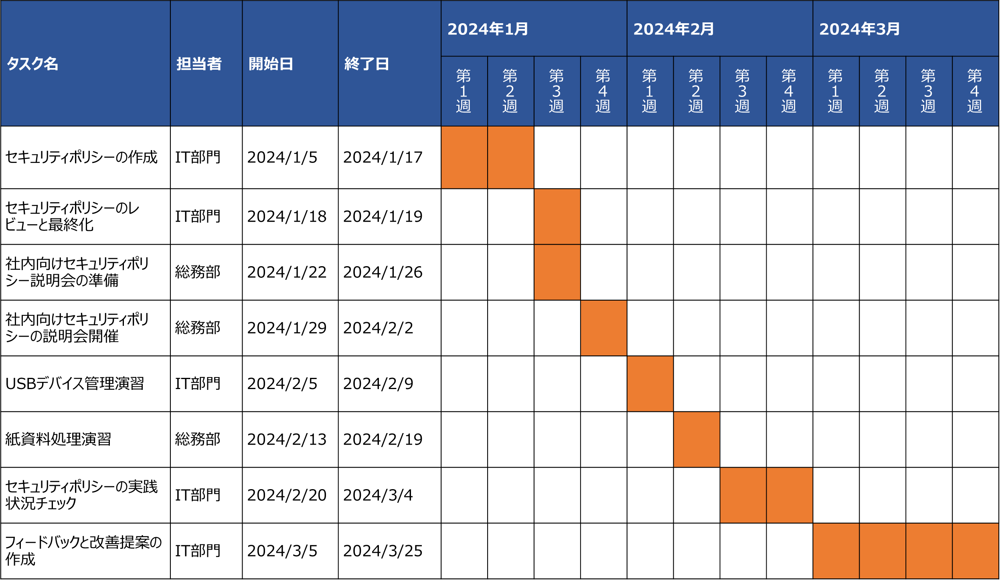 タスク名 担当者 開始日 終了日 2024年1月 2024年2月 2024年3月
第1週 第2週 第3週 第4週 第1週 第2週 第3週 第4週 第1週 第2週 第3週 第4週
セキュリティポリシーの作成 IT部門 2024/1/5 2024/1/17
セキュリティポリシーのレ
ビューと最終化 IT部門 2024/1/18 2024/1/19
社内向けセキュリティポリ
シー説明会の準備 総務部 2024/1/22 2024/1/26
社内向けセキュリティポリ
シーの説明会開催 総務部 2024/1/29 2024/2/2
USBデバイス管理演習 IT部門 2024/2/5 2024/2/9
紙資料処理演習 総務部 2024/2/13 2024/2/19
セキュリティポリシーの実践
状況チェック IT部門 2024/2/20 2024/3/4
フィードバックと改善提案の
作成 IT部門 2024/3/5 2024/3/25